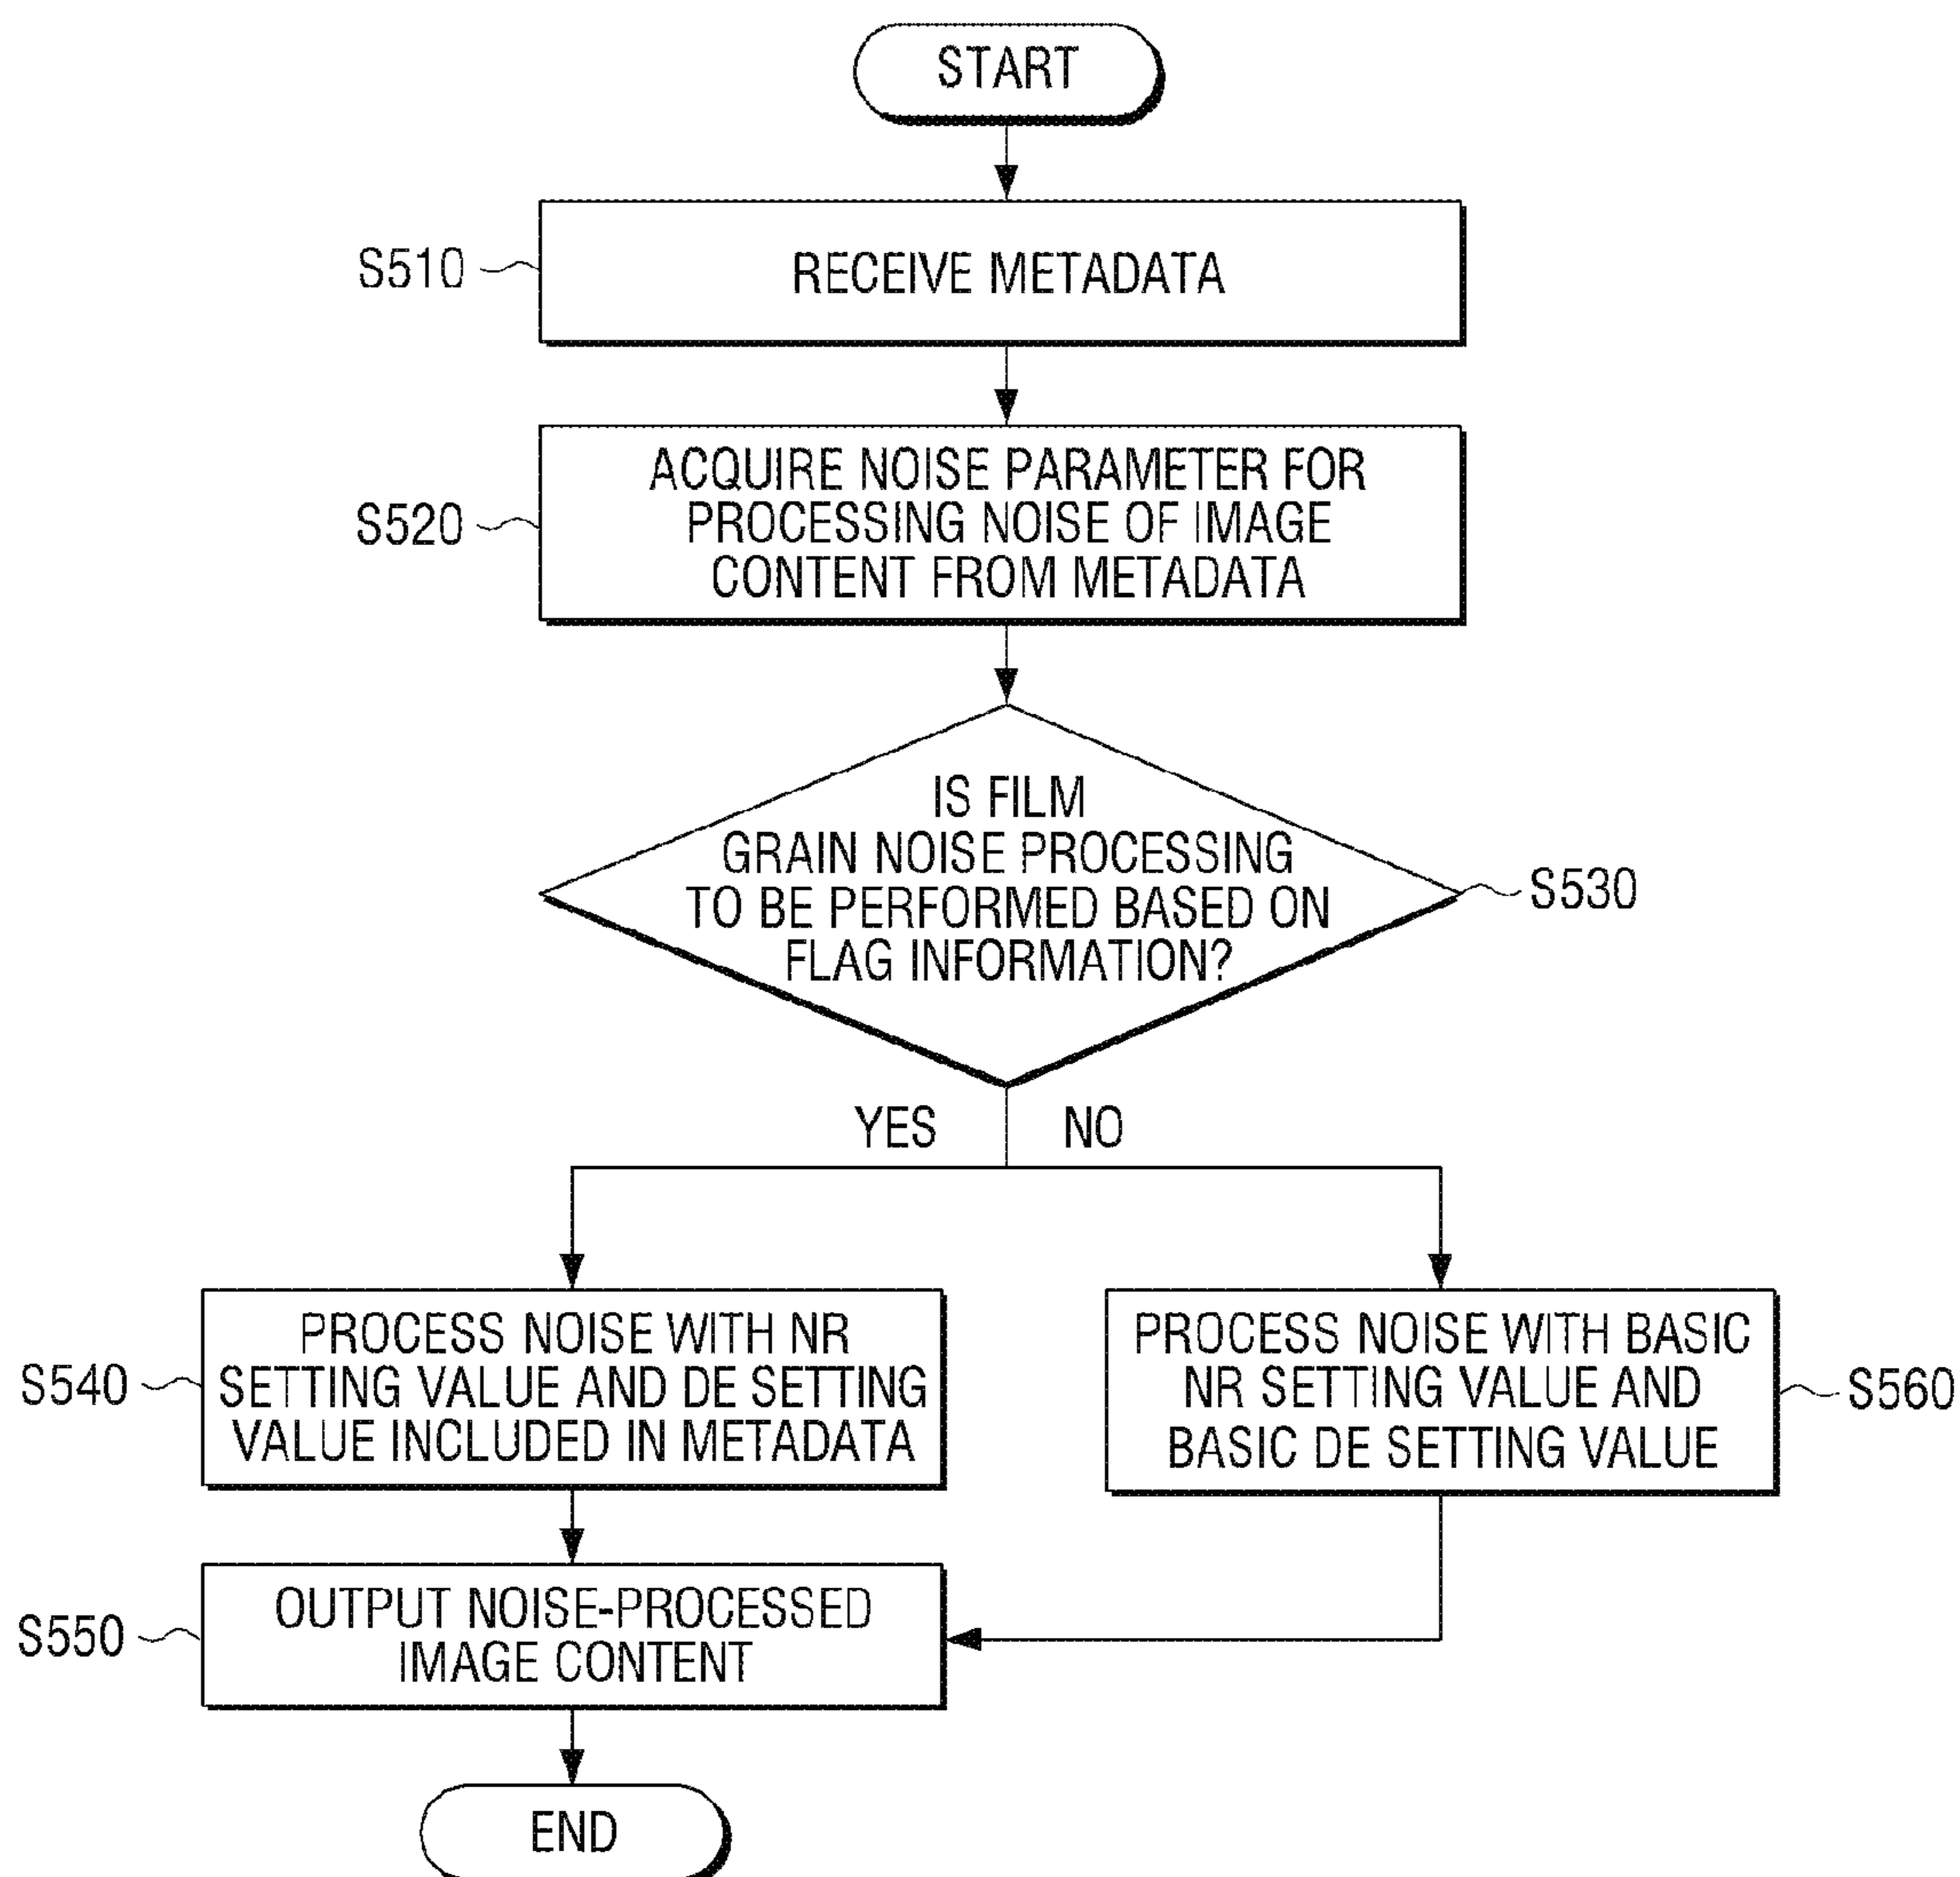 START
S510
RECEIVE METADATA
S520
ACQUIRE NOISE PARAMETER FOR
PROCESSING NOISE OF IMAGE
CONTENT FROM METADATA
IS FILM
GRAIN NOISE PROCESSING
TO BE PERFORMED BASED ON
FLAG INFORMATION?
S530
YES
NO
S540
PROCESS NOISE WITH NR
SETTING VALUE AND DE SETTING
VALUE INCLUDED IN METADATA
PROCESS NOISE WITH BASIC
NR SETTING VALUE AND
BASIC DE SETTING VALUE
S560
S550
OUTPUT NOISE-PROCESSED
IMAGE CONTENT
END